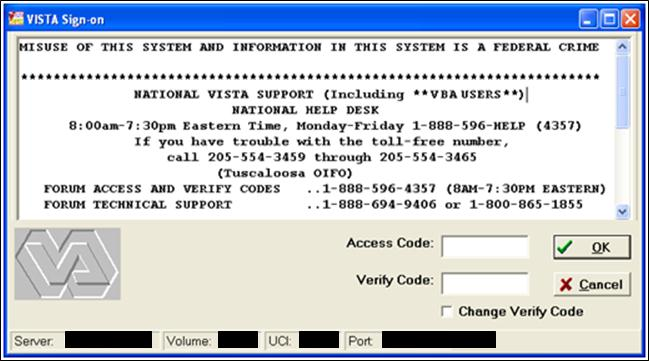 VISTA Sign-on
MISUSE OF THIS SYSTEM AND INFORMATION IN THIS SYSTEM IS A FEDERAL CRIME
***********************************************************************
NATIONAL VISTA SUPPORT (Including **VBA USERS**)
NATIONAL HELP DESK
8:00am-7:30pm Eastern Time, Monday-Friday 1-888-596-HELP (4357)
If you have trouble with the toll-free number,
call 205-554-3459 through 205-554-3465
(Tuscaloosa OIFO)
FORUM ACCESS AND VERIFY CODES ..1-888-596-4357 (8AM-7:30PM EASTERN)
FORUM TECHNICAL SUPPORT ..1-888-694-9406 or 1-800-865-1855
Access Code: OK
Verify Code: Cancel
Change Verify Code
Server: Volume: UCI: Port: